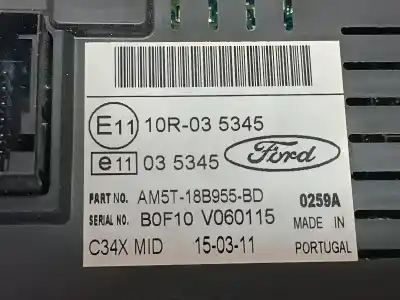 E11 10R-03 5345
e11 03 5345 Ford
PART NO. AM5T-18B955-BD 0259A
SERIAL NO. B0F10 V060115 MADE IN
C34X MID 15-03-11 PORTUGAL